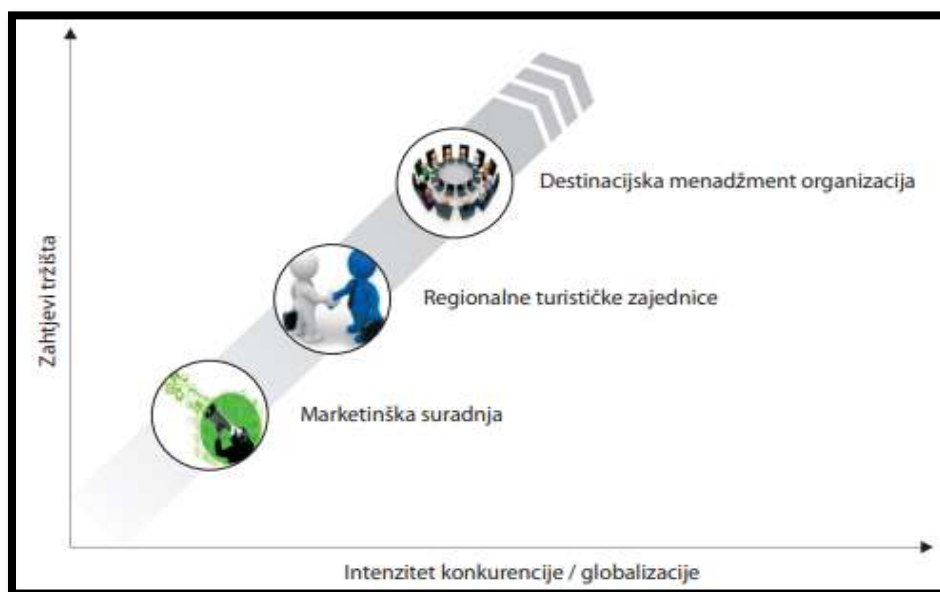 Zahtjevi tržišta
Destinacijska menadžment organizacija
Regionalne turističke zajednice
Marketinška suradnja
Intenzitet konkurencije / globalizacije